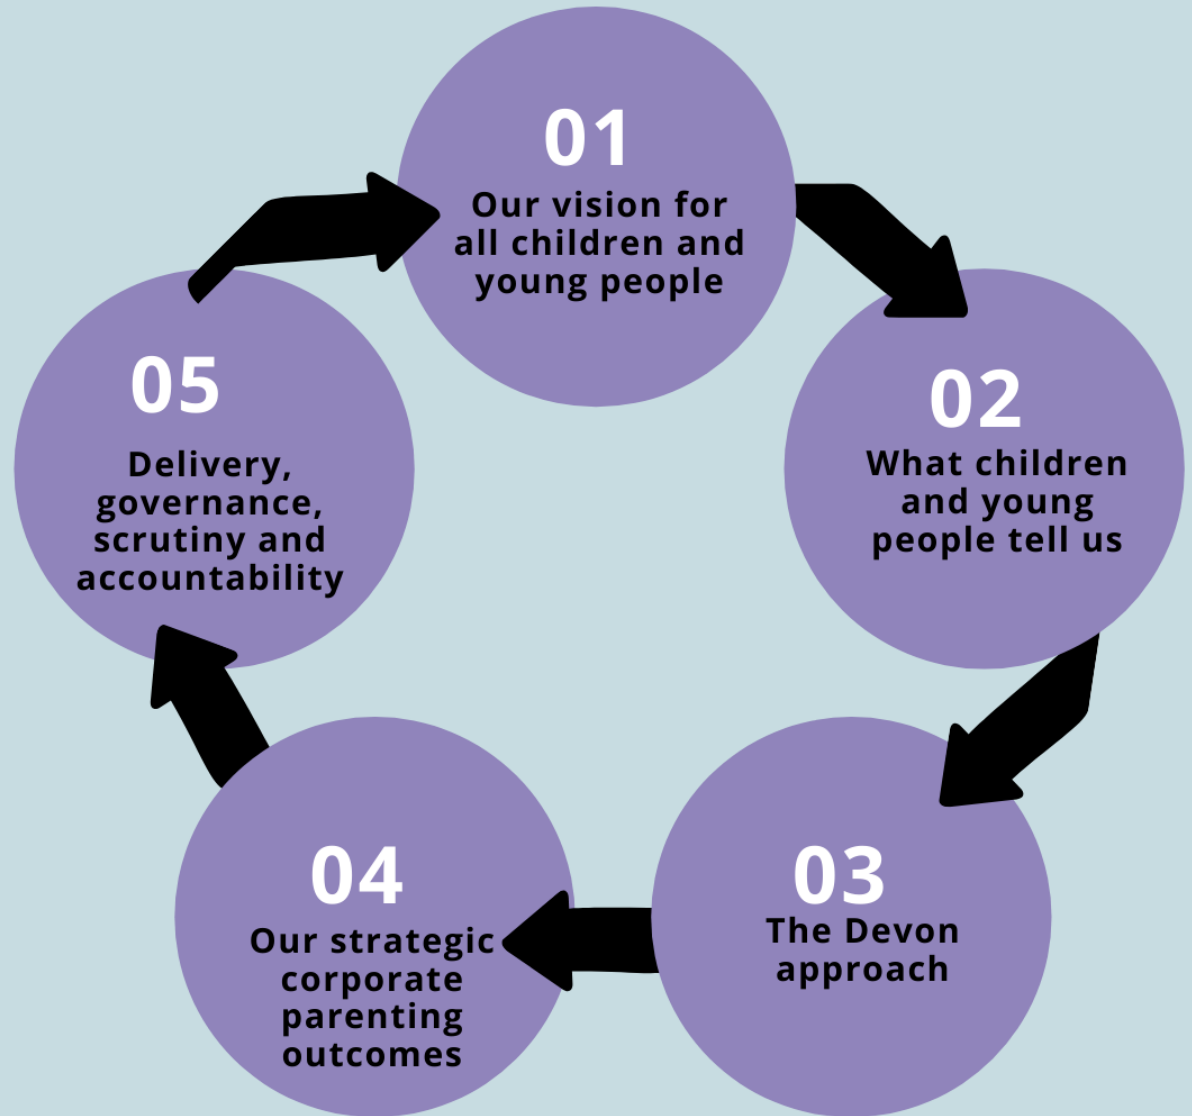 01
Our vision for
all children and
young people
02
What children
and young
people tell us
03
The Devon
approach
04
Our strategic
corporate
parenting
outcomes
05
Delivery,
governance,
scrutiny and
accountability